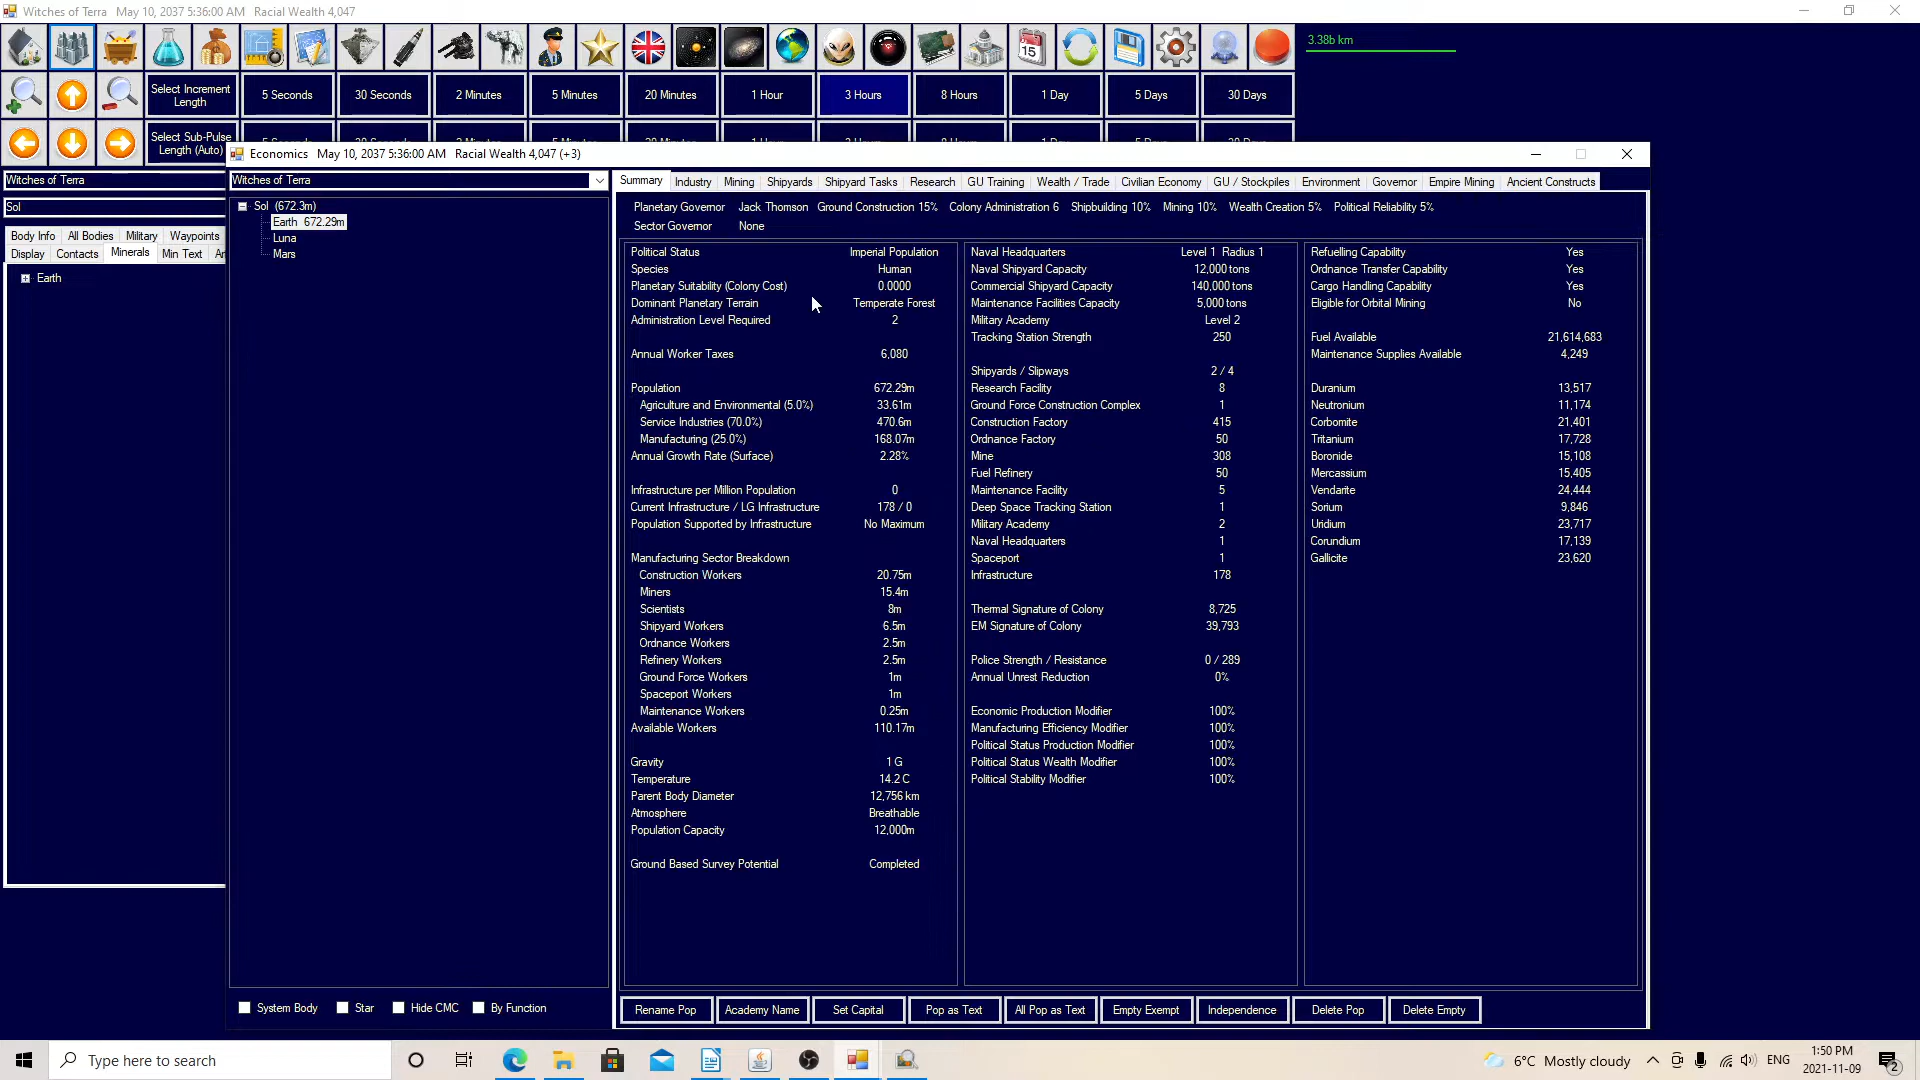 Witches of Terra   May 10, 2037 5:36:00 AM   Racial Wealth 4,047
15
3.38b km
Select Increment Length
5 Seconds
30 Seconds
2 Minutes
5 Minutes
20 Minutes
1 Hour
3 Hours
8 Hours
1 Day
5 Days
30 Days
Select Sub-Pulse Length (Auto)
Witches of Terra
Sol
Body Info All Bodies Military Waypoints
Display Contacts Minerals Min Text
Earth
Economics   May 10, 2037 5:36:00 AM   Racial Wealth 4,047 (+3)
Witches of Terra
Sol (672.3m)
Earth 672.29m
Luna
Mars
Summary Industry Mining Shipyards Shipyard Tasks Research GU Training Wealth / Trade Civilian Economy GU / Stockpiles Environment Governor Empire Mining Ancient Constructs
Planetary Governor Jack Thomson Ground Construction 15% Colony Administration 6 Shipbuilding 10% Mining 10% Wealth Creation 5% Political Reliability 5%
Sector Governor None
Political Status Imperial Population
Species Human
Planetary Suitability (Colony Cost) 0.0000
Dominant Planetary Terrain Temperate Forest
Administration Level Required 2
Annual Worker Taxes 6,080
Population 672.29m
Agriculture and Environmental (5.0%) 33.61m
Service Industries (70.0%) 470.6m
Manufacturing (25.0%) 168.07m
Annual Growth Rate (Surface) 2.28%
Infrastructure per Million Population 0
Current Infrastructure / LG Infrastructure 178 / 0
Population Supported by Infrastructure No Maximum
Manufacturing Sector Breakdown
Construction Workers 20.75m
Miners 15.4m
Scientists 8m
Shipyard Workers 6.5m
Ordnance Workers 2.5m
Refinery Workers 2.5m
Ground Force Workers 1m
Spaceport Workers 1m
Maintenance Workers 0.25m
Available Workers 110.17m
Gravity 1 G
Temperature 14.2 C
Parent Body Diameter 12,756 km
Atmosphere Breathable
Population Capacity 12,000m
Ground Based Survey Potential Completed
Naval Headquarters Level 1 Radius 1
Naval Shipyard Capacity 12,000 tons
Commercial Shipyard Capacity 140,000 tons
Maintenance Facilities Capacity 5,000 tons
Military Academy Level 2
Tracking Station Strength 250
Shipyards / Slipways 2 / 4
Research Facility 8
Ground Force Construction Complex 1
Construction Factory 415
Ordnance Factory 50
Mine 308
Fuel Refinery 50
Maintenance Facility 5
Deep Space Tracking Station 1
Military Academy 2
Naval Headquarters 1
Spaceport 1
Infrastructure 178
Thermal Signature of Colony 8,725
EM Signature of Colony 39,793
Police Strength / Resistance 0 / 289
Annual Unrest Reduction 0%
Economic Production Modifier 100%
Manufacturing Efficiency Modifier 100%
Political Status Production Modifier 100%
Political Status Wealth Modifier 100%
Political Stability Modifier 100%
Refuelling Capability Yes
Ordnance Transfer Capability Yes
Cargo Handling Capability Yes
Eligible for Orbital Mining No
Fuel Available 21,614,683
Maintenance Supplies Available 4,249
Duranium 13,517
Neutronium 11,174
Corbomite 21,401
Tritanium 17,728
Boronide 15,108
Mercassium 15,405
Vendarite 24,444
Sorium 9,846
Uridium 23,717
Corundium 17,139
Gallicite 23,620
System Body Star Hide CMC By Function
Rename Pop Academy Name Set Capital Pop as Text All Pop as Text Empty Exempt Independence Delete Pop Delete Empty
Type here to search
6°C Mostly cloudy
ENG
1:50 PM
2021-11-09
2